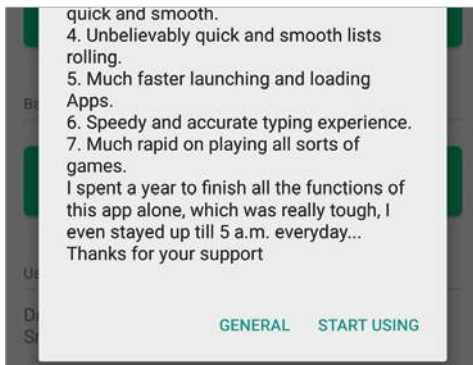 quick and smooth.
4. Unbelievably quick and smooth lists
rolling.
5. Much faster launching and loading
Apps.
6. Speedy and accurate typing experience.
7. Much rapid on playing all sorts of
games.
I spent a year to finish all the functions of
this app alone, which was really tough, I
even stayed up till 5 a.m. everyday...
Thanks for your support
GENERAL START USING